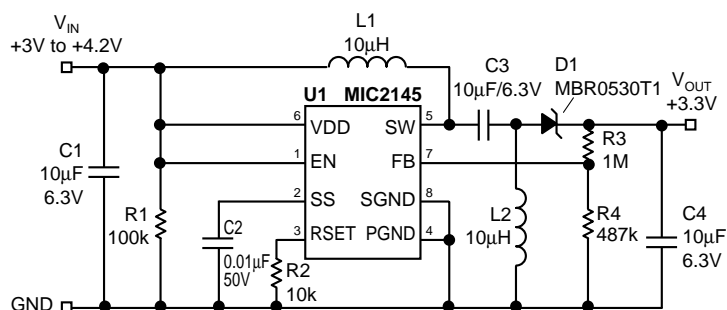 VIN
+3V to +4.2V
L1
10µH
C3
10µF/6.3V
D1
MBR0530T1
VOUT
+3.3V
U1 MIC2145
6 VDD SW 5
1 EN FB 7
2 SS SGND 8
3 RSET PGND 4
C1
10µF
6.3V
R1
100k
C2
0.01µF
50V
R2
10k
L2
10µH
R3
1M
R4
487k
C4
10µF
6.3V
GND